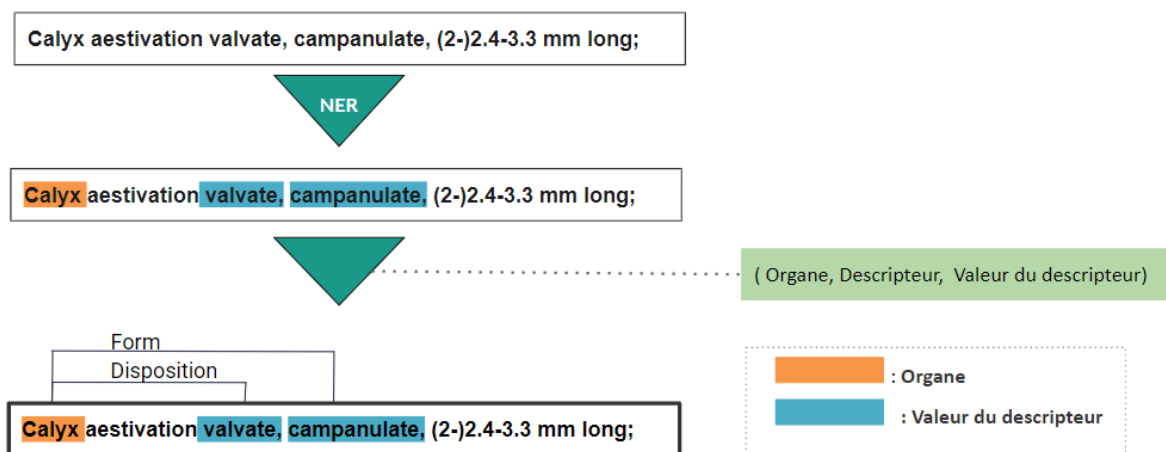 Calyx aestivation valvate, campanulate, (2-)2.4-3.3 mm long;
NER
Calyx aestivation valvate, campanulate, (2-)2.4-3.3 mm long;
( Organe, Descripteur, Valeur du descripteur)
Form
Disposition
Calyx aestivation valvate, campanulate, (2-)2.4-3.3 mm long;
: Organe
: Valeur du descripteur